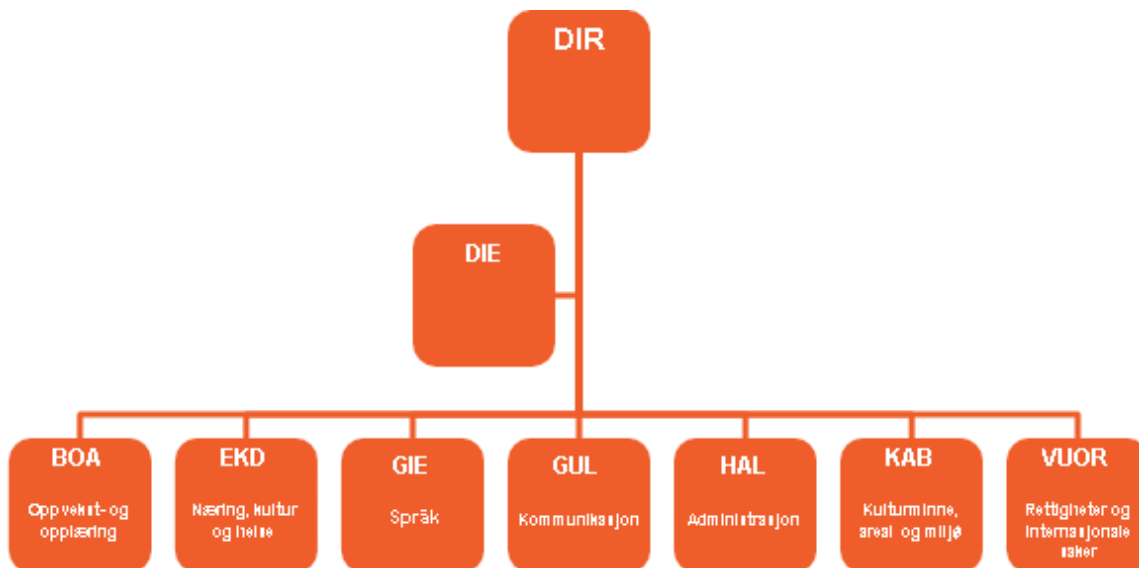 DIR
DIE
BOA
Oppvekst- og
opplæring
EKD
Næring, kultur
og helse
GIE
Språk
GUL
Kommunikasjon
HAL
Administrasjon
KAB
Kulturminne,
areal og miljø
VUOR
Rettigheter og
internasjonale
saker